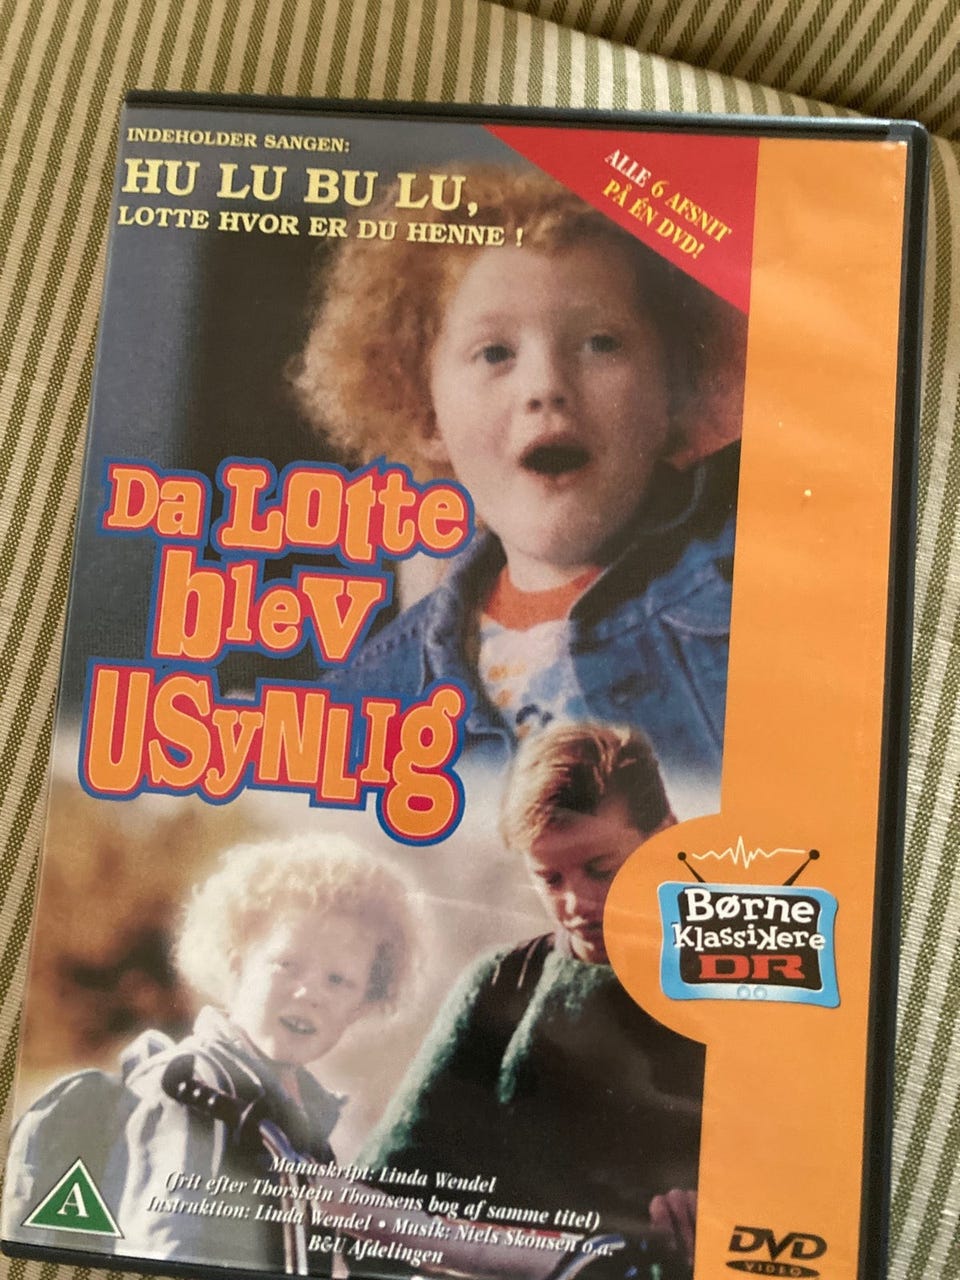 INDEHOLDER SANGEN:
HU LU BU LU,
LOTTE HVOR ER DU HENNE !
ALLE 6 AFSNIT
PÅ ÉN DVD!
Da Lotte
blev
USyNLIg
Børne
Klassikere
DR
Manuskript: Linda Wendel
(frit efter Thorstein Thomsens bog af samme titel)
Instruktion: Linda Wendel • Musik: Niels Skousen o.a.
B&U Afdelingen
A
DVD
VIDEO